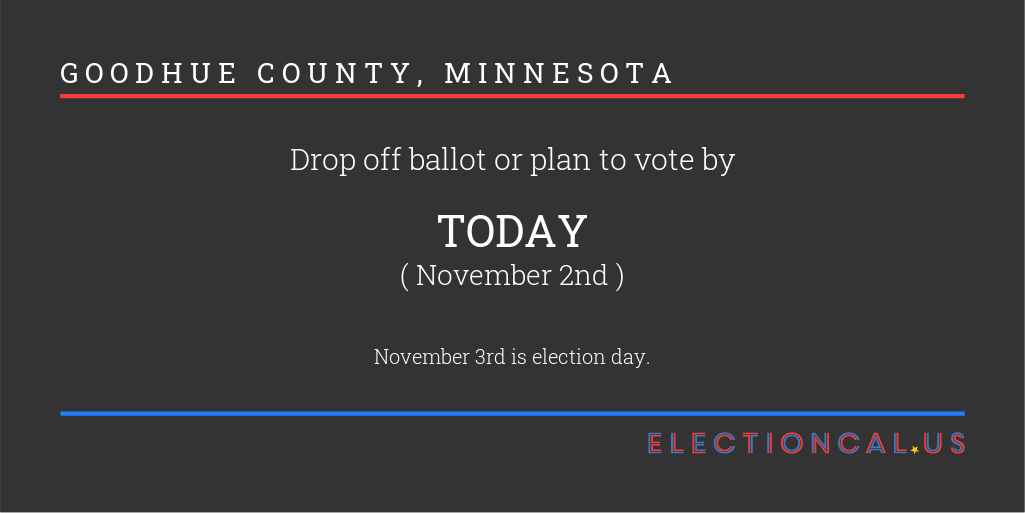 GOODHUE COUNTY, MINNESOTA
Drop off ballot or plan to vote by
TODAY
( November 2nd )
November 3rd is election day.
ELECTIONCAL.US